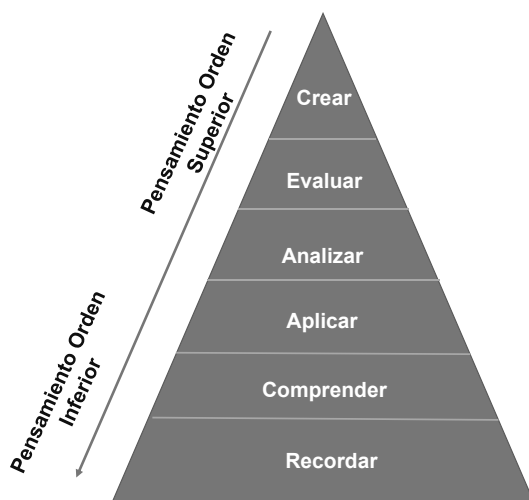 Pensamiento Orden
Superior
Pensamiento Orden
Inferior
Crear
Evaluar
Analizar
Aplicar
Comprender
Recordar